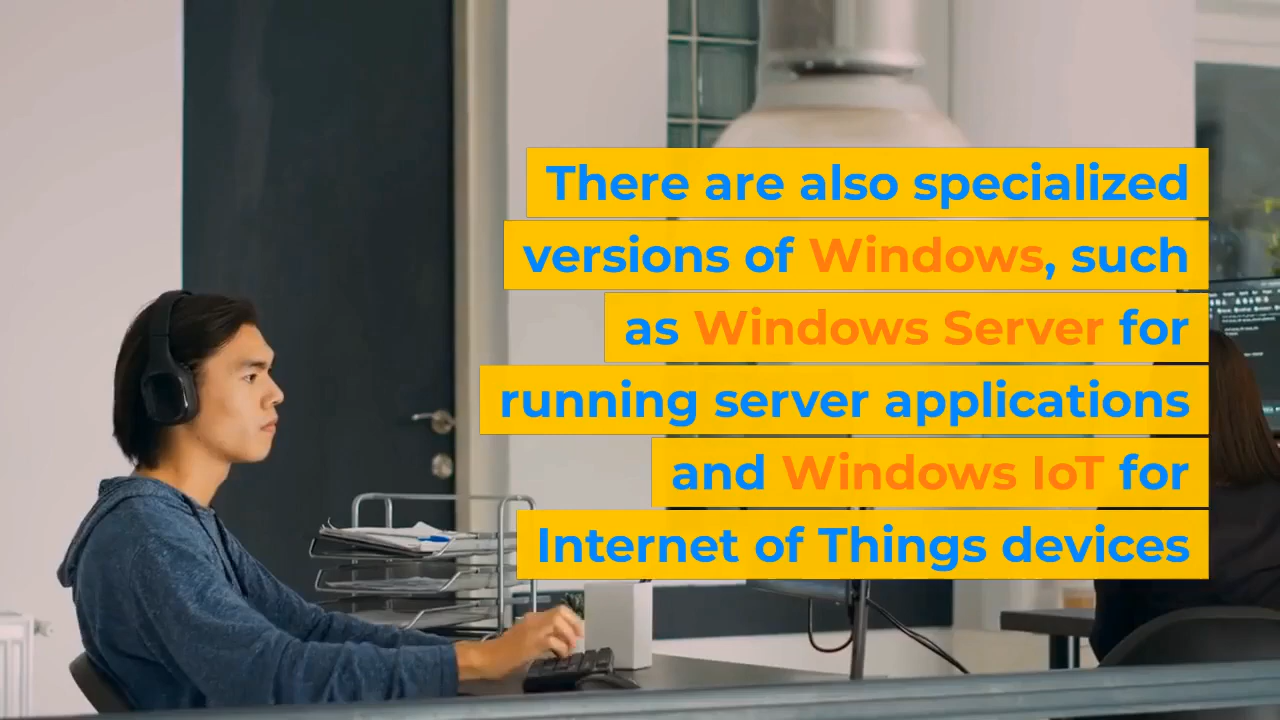 There are also specialized
versions of Windows, such
as Windows Server for
running server applications
and Windows IoT for
Internet of Things devices